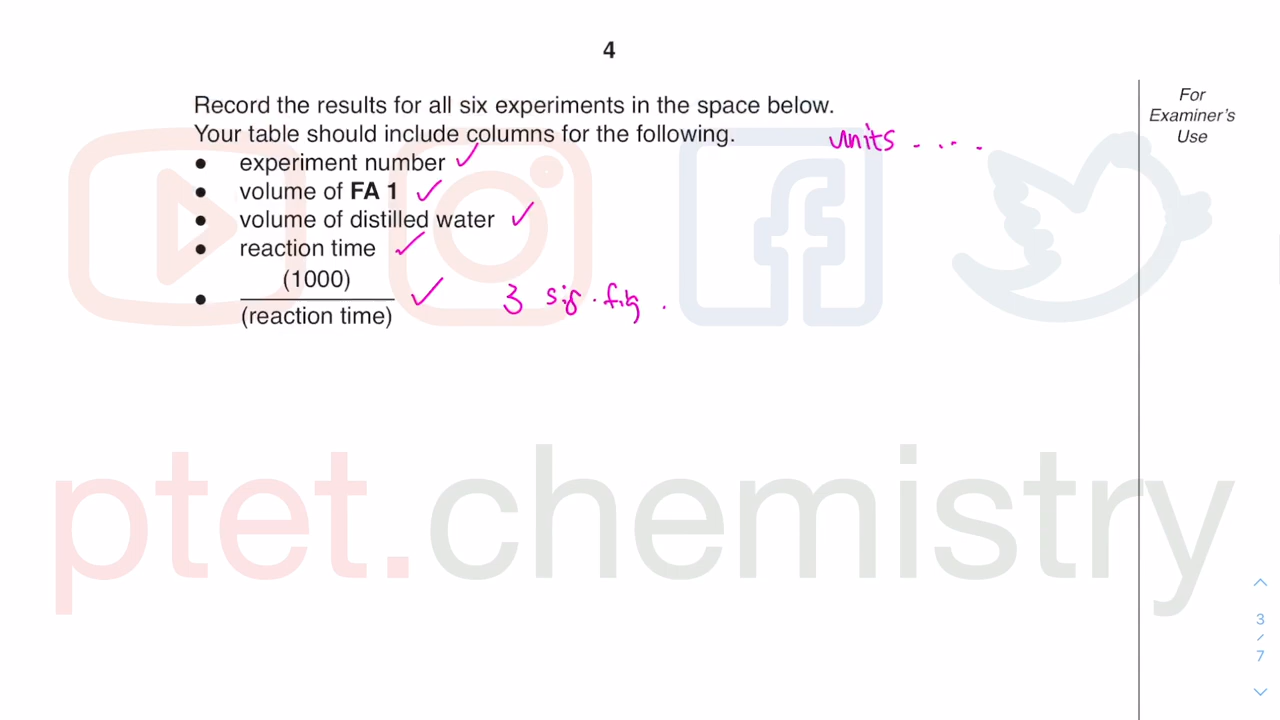 4
Record the results for all six experiments in the space below.
Your table should include columns for the following.
units . . . .
● experiment number ✓
● volume of FA 1 ✓
● volume of distilled water ✓
● reaction time ✓
(1000)
● ✓ 3 sig. fig.
(reaction time)
For
Examiner's
Use
ptet.chemistry
3
/
7